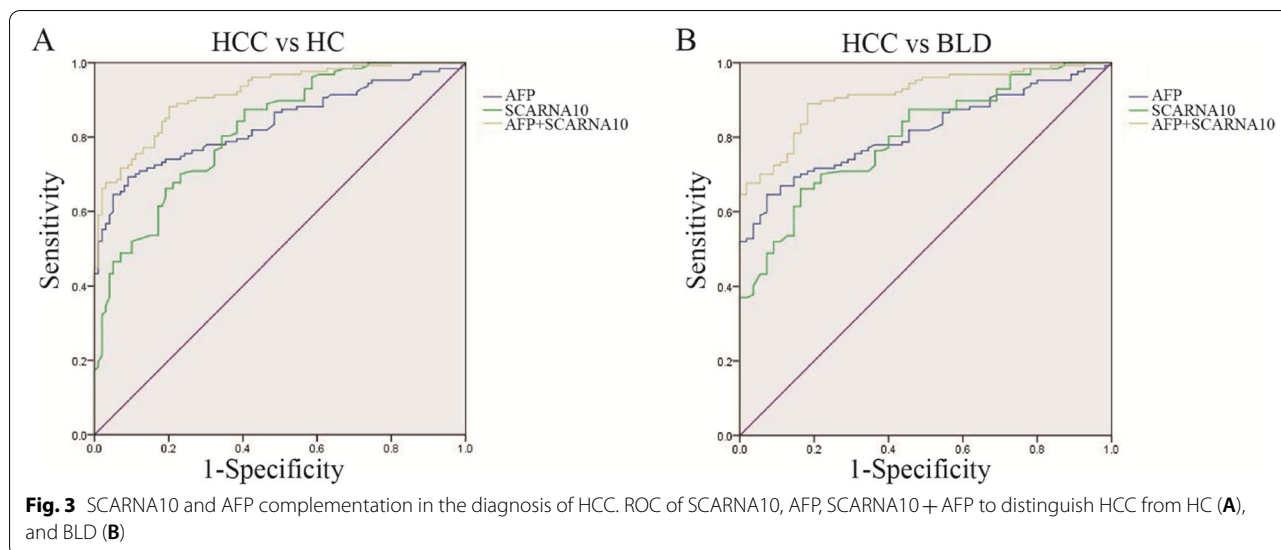 A
HCC vs HC
1.0
0.8
0.6
0.4
0.2
0.0
Sensitivity
0.0 0.2 0.4 0.6 0.8 1.0
1-Specificity
AFP
SCARNA10
AFP+SCARNA10
B
HCC vs BLD
1.0
0.8
0.6
0.4
0.2
0.0
Sensitivity
0.0 0.2 0.4 0.6 0.8 1.0
1-Specificity
AFP
SCARNA10
AFP+SCARNA10
Fig. 3 SCARNA10 and AFP complementation in the diagnosis of HCC. ROC of SCARNA10, AFP, SCARNA10 + AFP to distinguish HCC from HC (A),
and BLD (B)